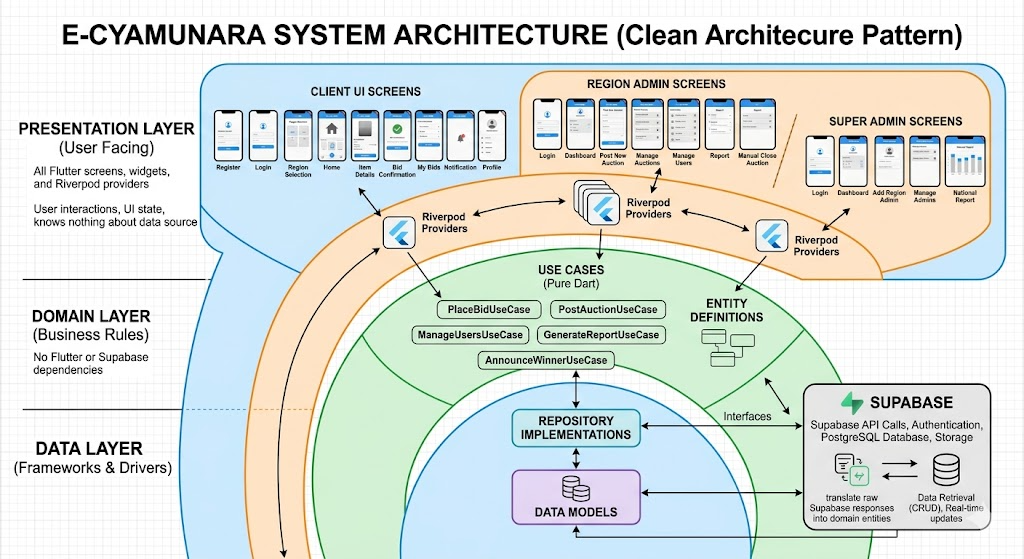 E-CYAMUNARA SYSTEM ARCHITECTURE (Clean Architecure Pattern)
PRESENTATION LAYER
(User Facing)
All Flutter screens, widgets,
and Riverpod providers
User interactions, UI state,
knows nothing about data source
CLIENT UI SCREENS
Register
Login
Region
Selection
Home
Item
Details
Bid
Confirmation
My Bids
Notification
Profile
REGION ADMIN SCREENS
Login
Dashboard
Post New
Auction
Manage
Auctions
Manage
Users
Report
Manual Close
Auction
SUPER ADMIN SCREENS
Login
Dashboard
Add Region
Adinin
Manage
Admins
National
Report
Riverpod
Providers
Riverpod
Providers
Riverpod
Providers
DOMAIN LAYER
(Business Rules)
No Flutter or Supabase
dependencies
USE CASES
(Pure Dart)
PlaceBidUseCase
PostAuctionUseCase
ManageUsersUseCase
GenerateReportUseCase
AnnounceWinnerUseCase
ENTITY
DEFINITIONS
DATA LAYER
(Frameworks & Drivers)
REPOSITORY
IMPLEMENTATIONS
DATA MODELS
Interfaces
SUPABASE
Supabase API Calls, Authentication,
PostgreSQL Database, Storage
translate raw
Supabase responses
into domain entities
Data Retrieval
(CRUD), Real-time
updates